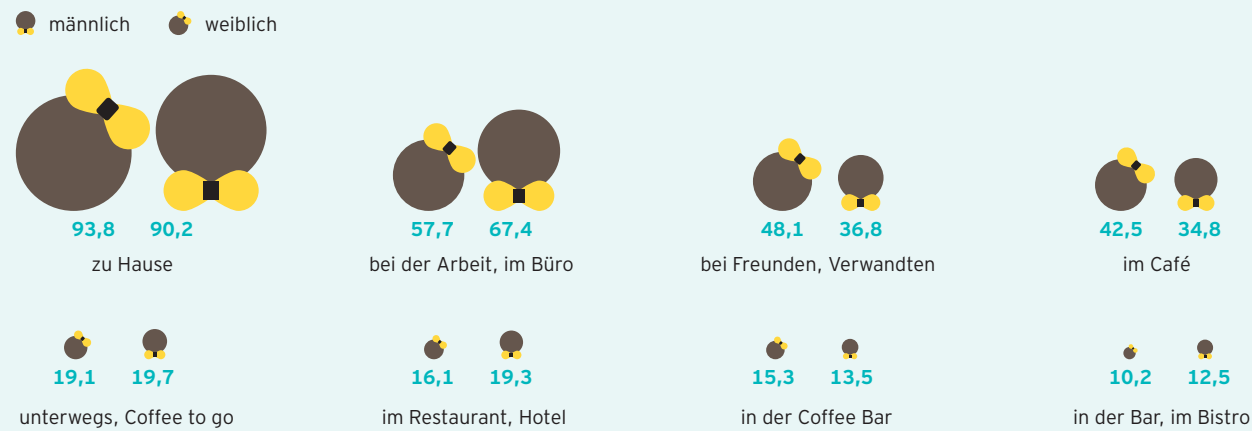 männlich weiblich
93,8 90,2 57,7 67,4 48,1 36,8 42,5 34,8
zu Hause bei der Arbeit, im Büro bei Freunden, Verwandten im Café
19,1 19,7 16,1 19,3 15,3 13,5 10,2 12,5
unterwegs, Coffee to go im Restaurant, Hotel in der Coffee Bar in der Bar, im Bistro